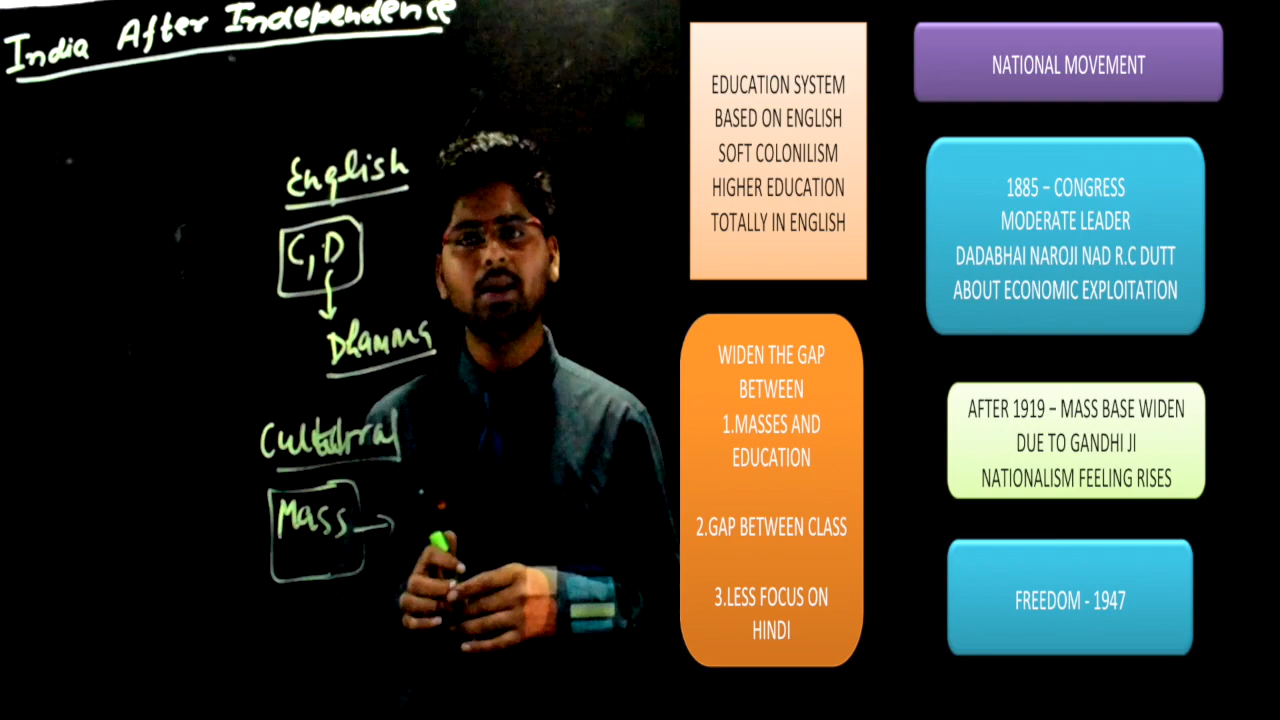 India After Independence
English
C, D
Dhamma
Cultural
Mass
EDUCATION SYSTEM
BASED ON ENGLISH
SOFT COLONILISM
HIGHER EDUCATION
TOTALLY IN ENGLISH
WIDEN THE GAP
BETWEEN
1.MASSES AND
EDUCATION
2.GAP BETWEEN CLASS
3.LESS FOCUS ON
HINDI
NATIONAL MOVEMENT
1885 – CONGRESS
MODERATE LEADER
DADABHAI NAROJI NAD R.C DUTT
ABOUT ECONOMIC EXPLOITATION
AFTER 1919 – MASS BASE WIDEN
DUE TO GANDHI JI
NATIONALISM FEELING RISES
FREEDOM - 1947